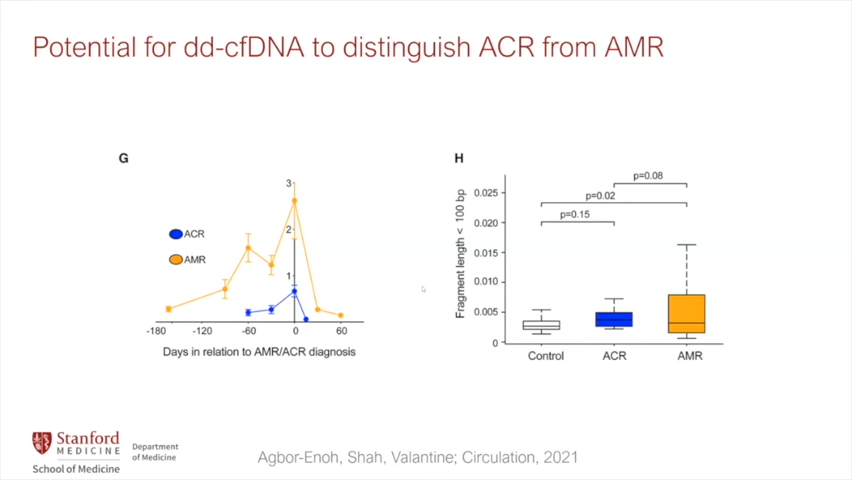 Potential for dd-cfDNA to distinguish ACR from AMR
G
3
2
1
ACR
AMR
-180 -120 -60 0 60
Days in relation to AMR/ACR diagnosis
H
p=0.08
p=0.02
p=0.15
Fragment length < 100 bp
0.025
0.020
0.015
0.010
0.005
0
Control ACR AMR
Stanford
MEDICINE
School of Medicine
Department
of Medicine
Agbor-Enoh, Shah, Valantine; Circulation, 2021